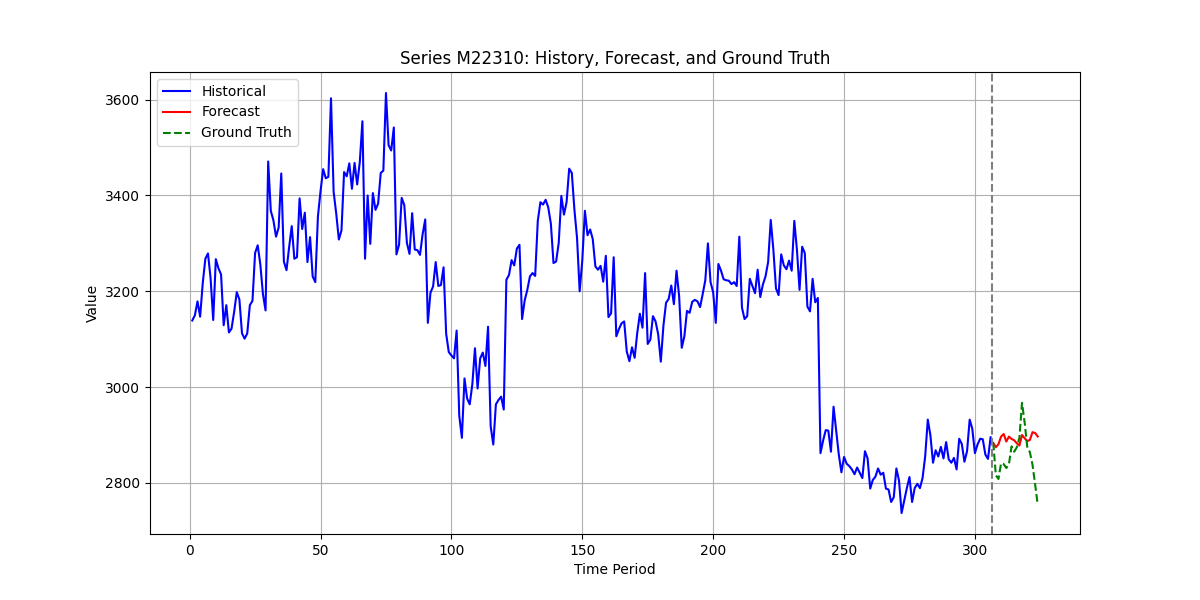 Series M22310: History, Forecast, and Ground Truth
Historical
Forecast
Ground Truth
3600
3400
3200
3000
2800
Value
0 50 100 150 200 250 300
Time Period